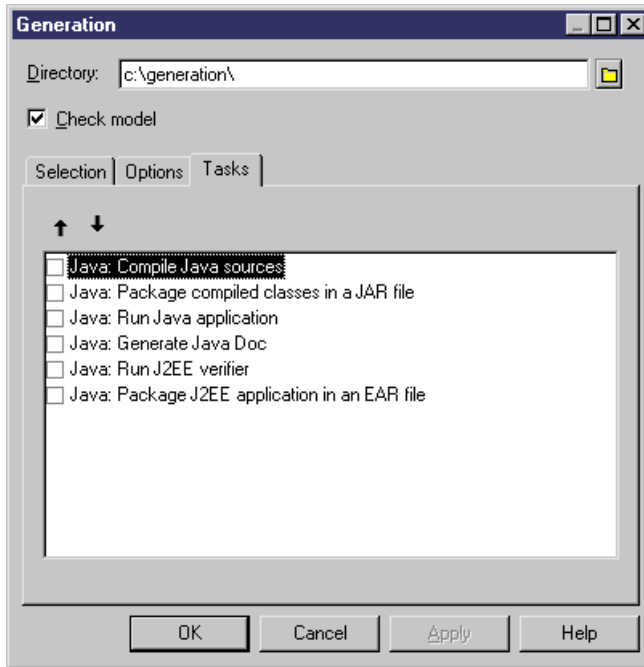 Generation
Directory: c:\generation\
Check model
Selection Options Tasks
Java: Compile Java sources
Java: Package compiled classes in a JAR file
Java: Run Java application
Java: Generate Java Doc
Java: Run J2EE verifier
Java: Package J2EE application in an EAR file
OK Cancel Apply Help